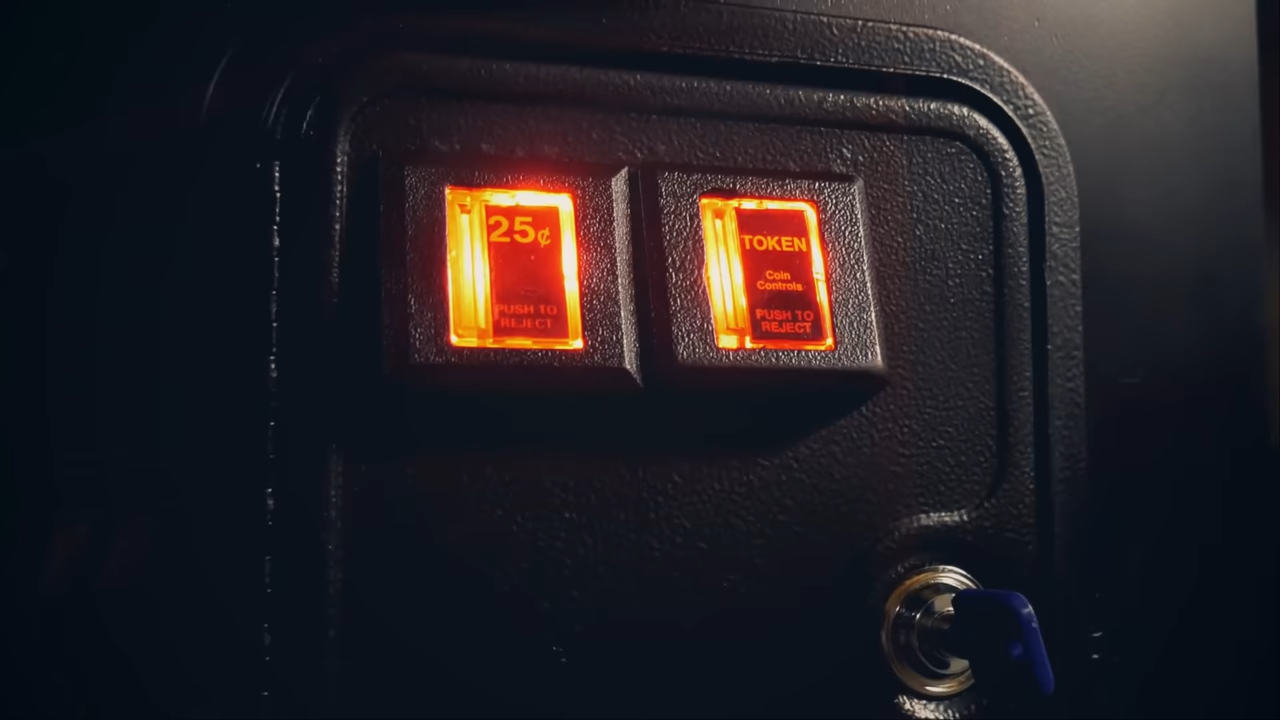 25¢
PUSH TO
REJECT
TOKEN
Coin
Controls
PUSH TO
REJECT